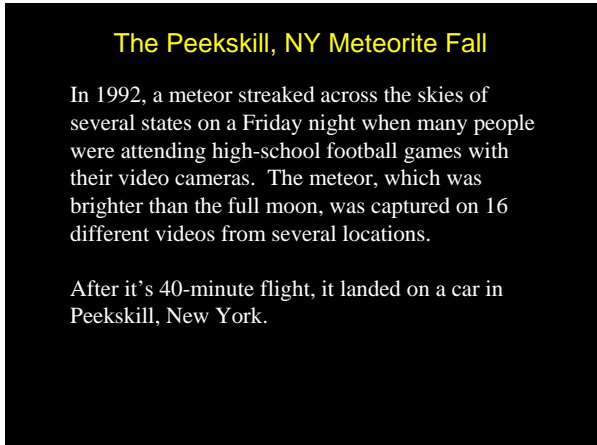 The Peekskill, NY Meteorite Fall
In 1992, a meteor streaked across the skies of
several states on a Friday night when many people
were attending high-school football games with
their video cameras.  The meteor, which was
brighter than the full moon, was captured on 16
different videos from several locations.
After it's 40-minute flight, it landed on a car in
Peekskill, New York.